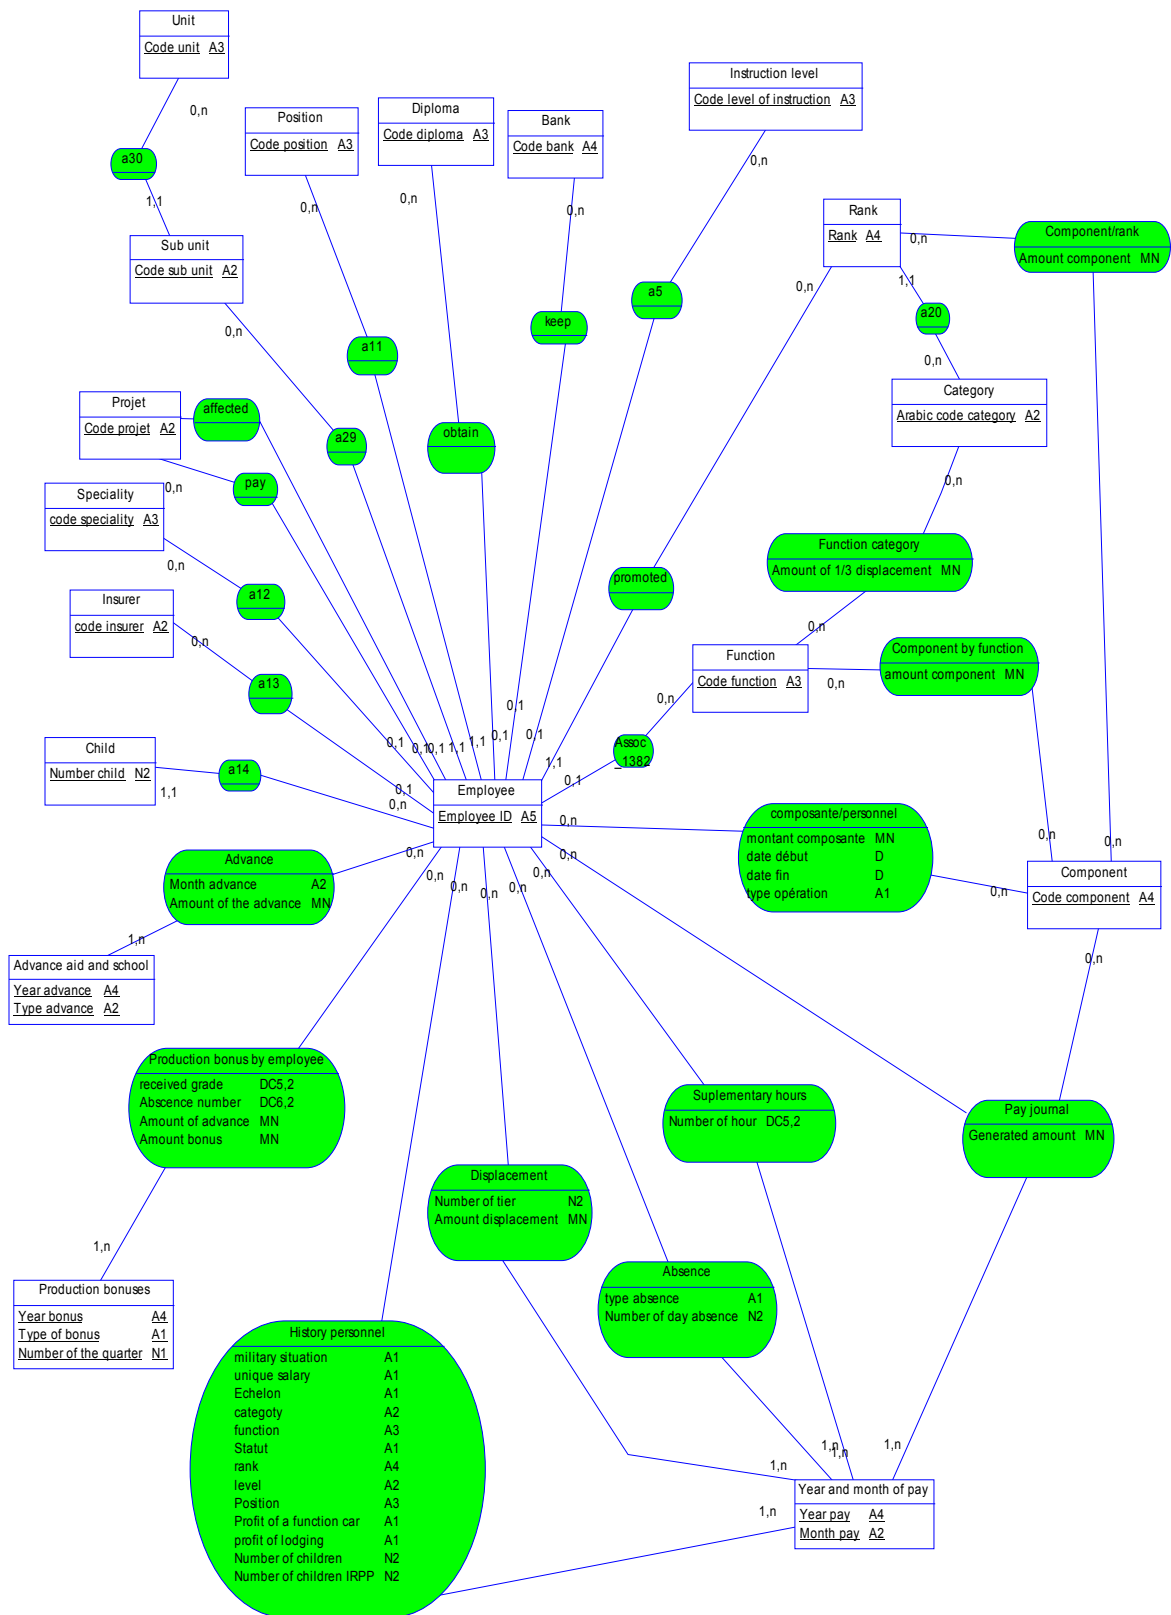 Unit
Code unit A3
0,n
a30
1,1
Sub unit
Code sub unit A2
0,n
Position
Code position A3
0,n
a11
Diploma
Code diploma A3
0,n
obtain
Bank
Code bank A4
0,n
keep
Instruction level
Code level of instruction A3
0,n
a5
Rank
Rank A4
0,n
0,n
1,1
Component/rank
Amount component MN
a20
0,n
Category
Arabic code category A2
0,n
Function category
Amount of 1/3 displacement MN
0,n
Projet
Code projet A2
affected
a29
0,n
pay
Speciality
code speciality A3
0,n
a12
Insurer
code insurer A2
0,n
a13
promoted
Function
Code function A3
0,n
0,n
Component by function
amount component MN
Assoc
_1382
Child
Number child N2
1,1
a14
0,n
0,1
0,1
0,1
0,1
1,1
1,1
0,1
0,1
0,1
1,1
0,1
Employee
Employee ID A5
0,n
0,n
0,n
0,n
0,n
0,n
0,n
0,n
0,n
composante/personnel
montant composante MN
date début D
date fin D
type opération A1
0,n
0,n
0,n
Component
Code component A4
0,n
Advance
Month advance A2
Amount of the advance MN
1,n
Advance aid and school
Year advance A4
Type advance A2
Production bonus by employee
received grade DC5,2
Abscence number DC6,2
Amount of advance MN
Amount bonus MN
1,n
Production bonuses
Year bonus A4
Type of bonus A1
Number of the quarter N1
Suplementary hours
Number of hour DC5,2
Pay journal
Generated amount MN
Displacement
Number of tier N2
Amount displacement MN
Absence
type absence A1
Number of day absence N2
History personnel
military situation A1
unique salary A1
Echelon A1
categoty A2
function A3
Statut A1
rank A4
level A2
Position A3
Profit of a function car A1
profit of lodging A1
Number of children N2
Number of children IRPP N2
1,n
1,n
1,n
1,n
1,n
Year and month of pay
Year pay A4
Month pay A2